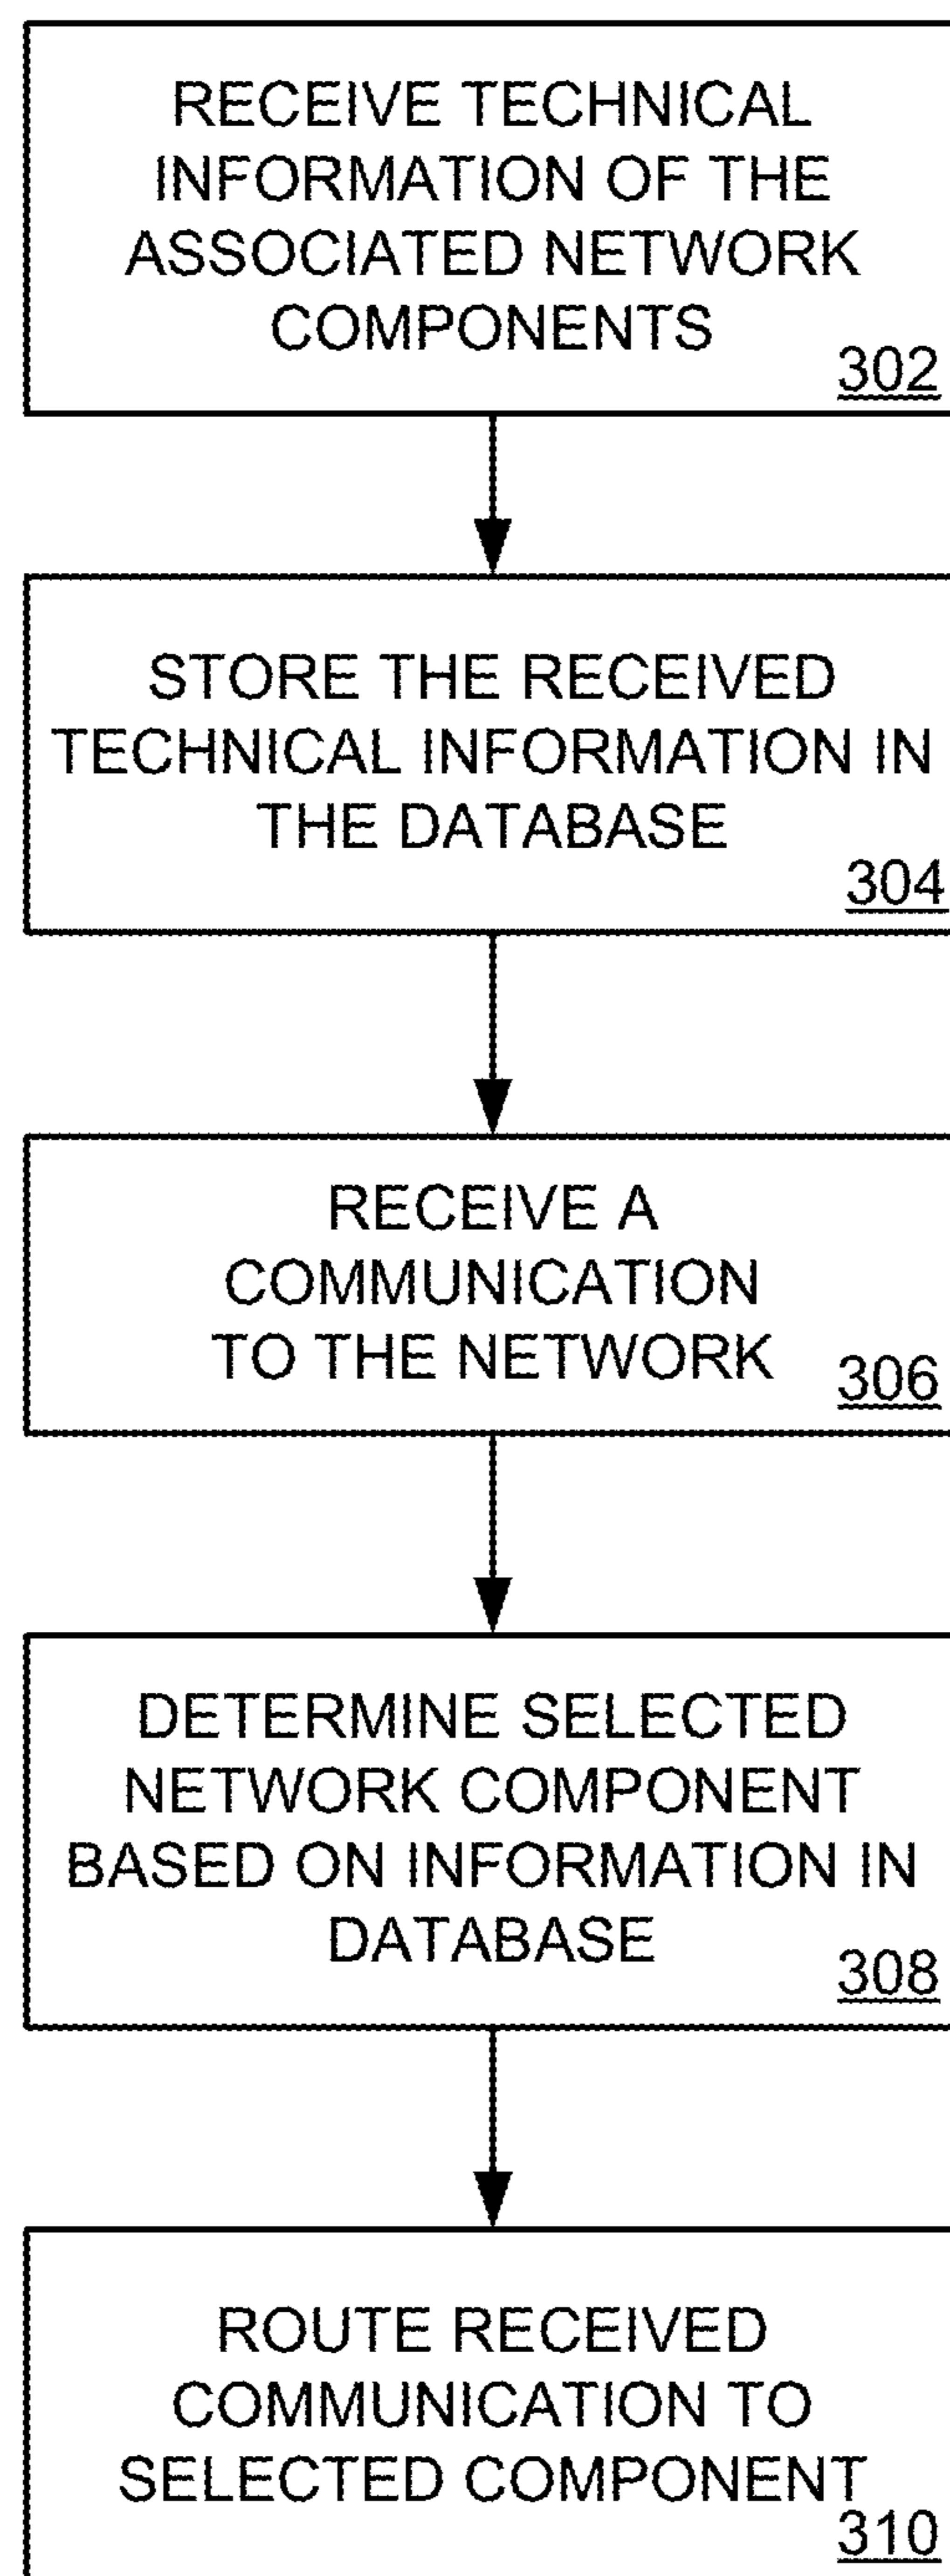 RECEIVE TECHNICAL
INFORMATION OF THE
ASSOCIATED NETWORK
COMPONENTS
302
STORE THE RECEIVED
TECHNICAL INFORMATION IN
THE DATABASE
304
RECEIVE A
COMMUNICATION
TO THE NETWORK
306
DETERMINE SELECTED
NETWORK COMPONENT
BASED ON INFORMATION IN
DATABASE
308
ROUTE RECEIVED
COMMUNICATION TO
SELECTED COMPONENT
310